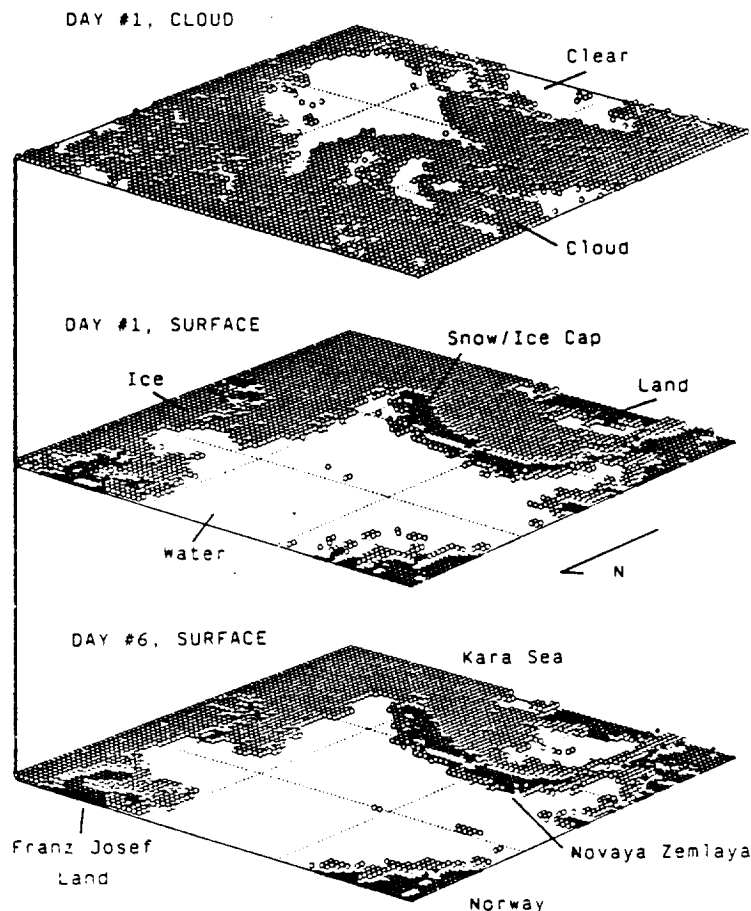 DAY #1, CLOUD
Clear
Cloud
DAY #1, SURFACE
Snow/Ice Cap
Ice
Land
Water
N
DAY #6, SURFACE
Kara Sea
Franz Josef
Land
Novaya Zemlaya
Norway